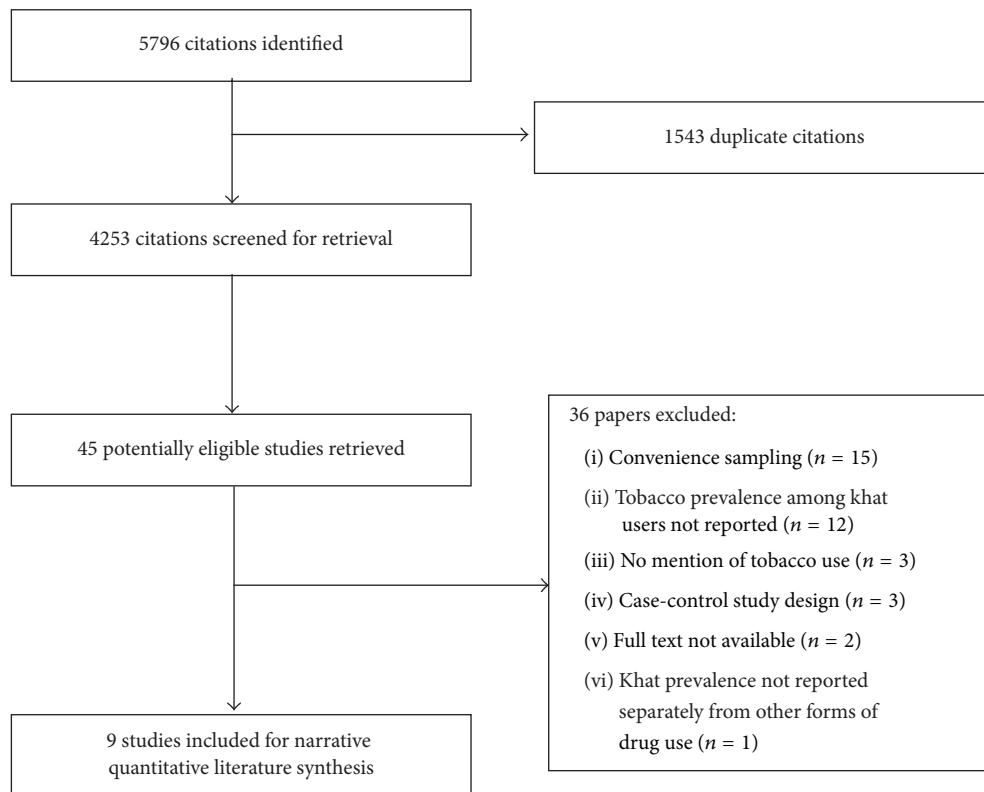 5796 citations identified
1543 duplicate citations
4253 citations screened for retrieval
45 potentially eligible studies retrieved
36 papers excluded:
(i) Convenience sampling (n = 15)
(ii) Tobacco prevalence among khat
users not reported (n = 12)
(iii) No mention of tobacco use (n = 3)
(iv) Case-control study design (n = 3)
(v) Full text not available (n = 2)
(vi) Khat prevalence not reported
separately from other forms of
drug use (n = 1)
9 studies included for narrative
quantitative literature synthesis